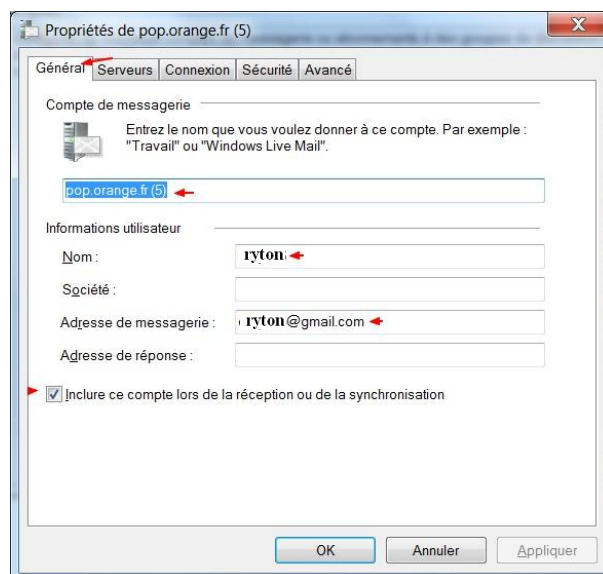 Propriétés de pop.orange.fr (5)
Général Serveurs Connexion Sécurité Avancé
Compte de messagerie
Entrez le nom que vous voulez donner à ce compte. Par exemple :
"Travail" ou "Windows Live Mail".
pop.orange.fr (5)
Informations utilisateur
Nom : ryton
Société :
Adresse de messagerie : ryton@gmail.com
Adresse de réponse :
Inclure ce compte lors de la réception ou de la synchronisation
OK Annuler Appliquer